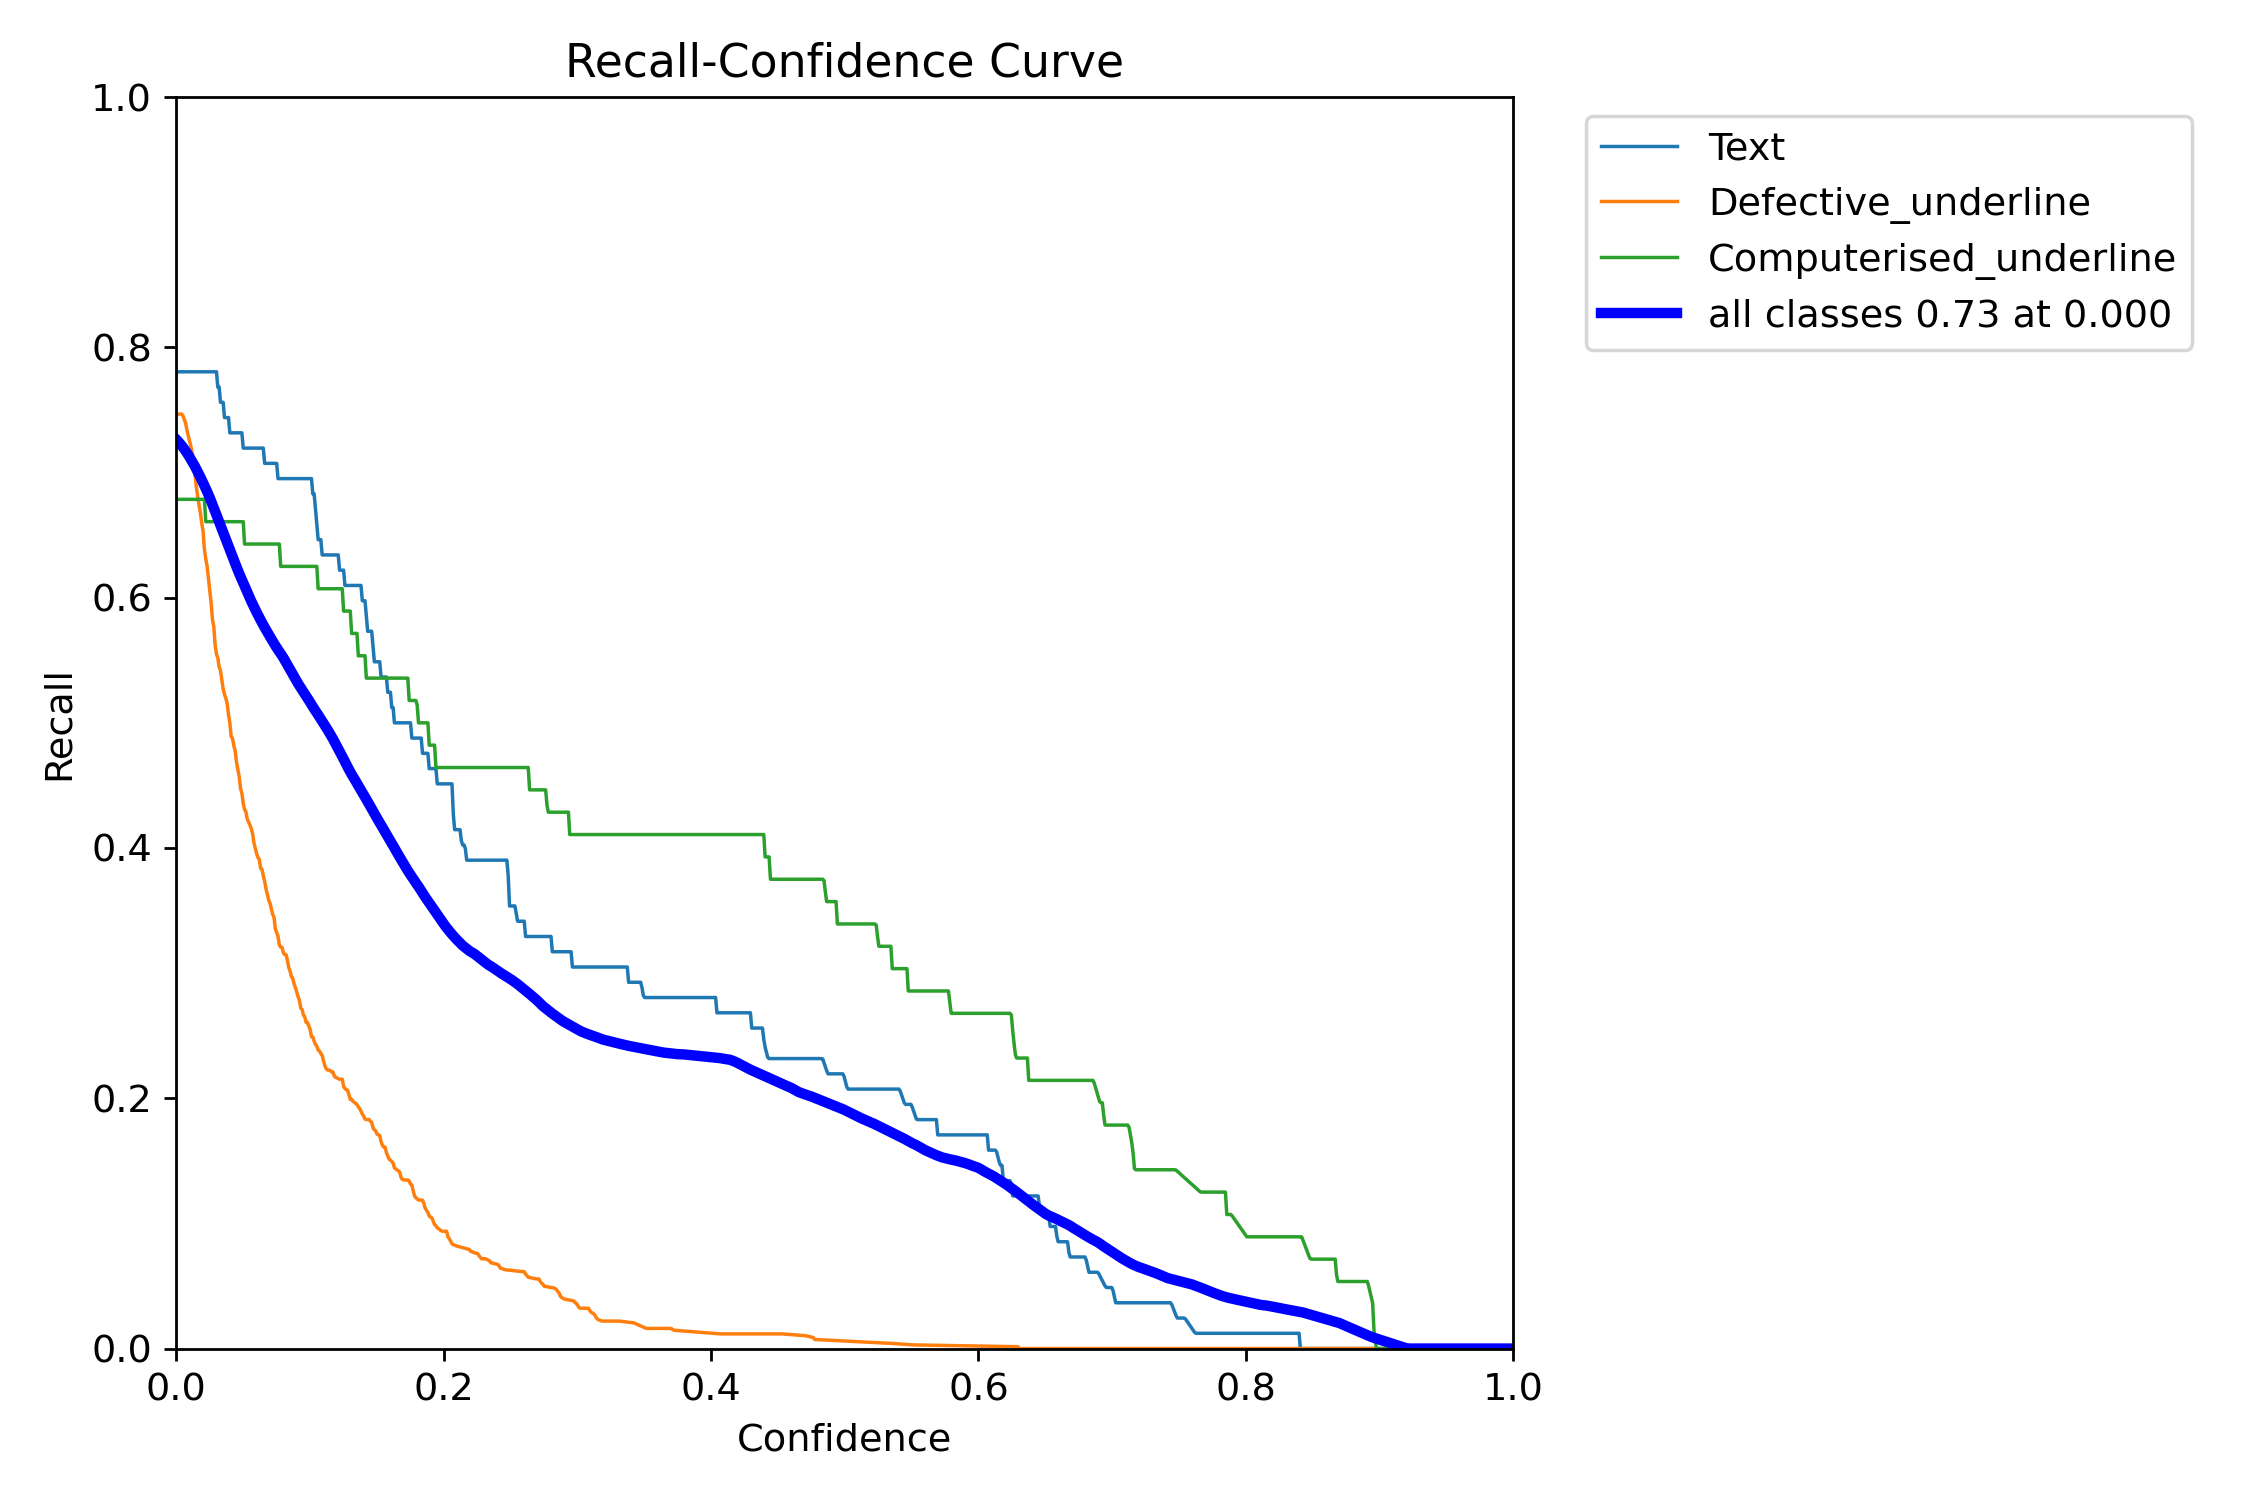 Recall-Confidence Curve
1.0
0.8
0.6
0.4
0.2
0.0
Recall
0.0 0.2 0.4 0.6 0.8 1.0
Confidence
Text
Defective_underline
Computerised_underline
all classes 0.73 at 0.000